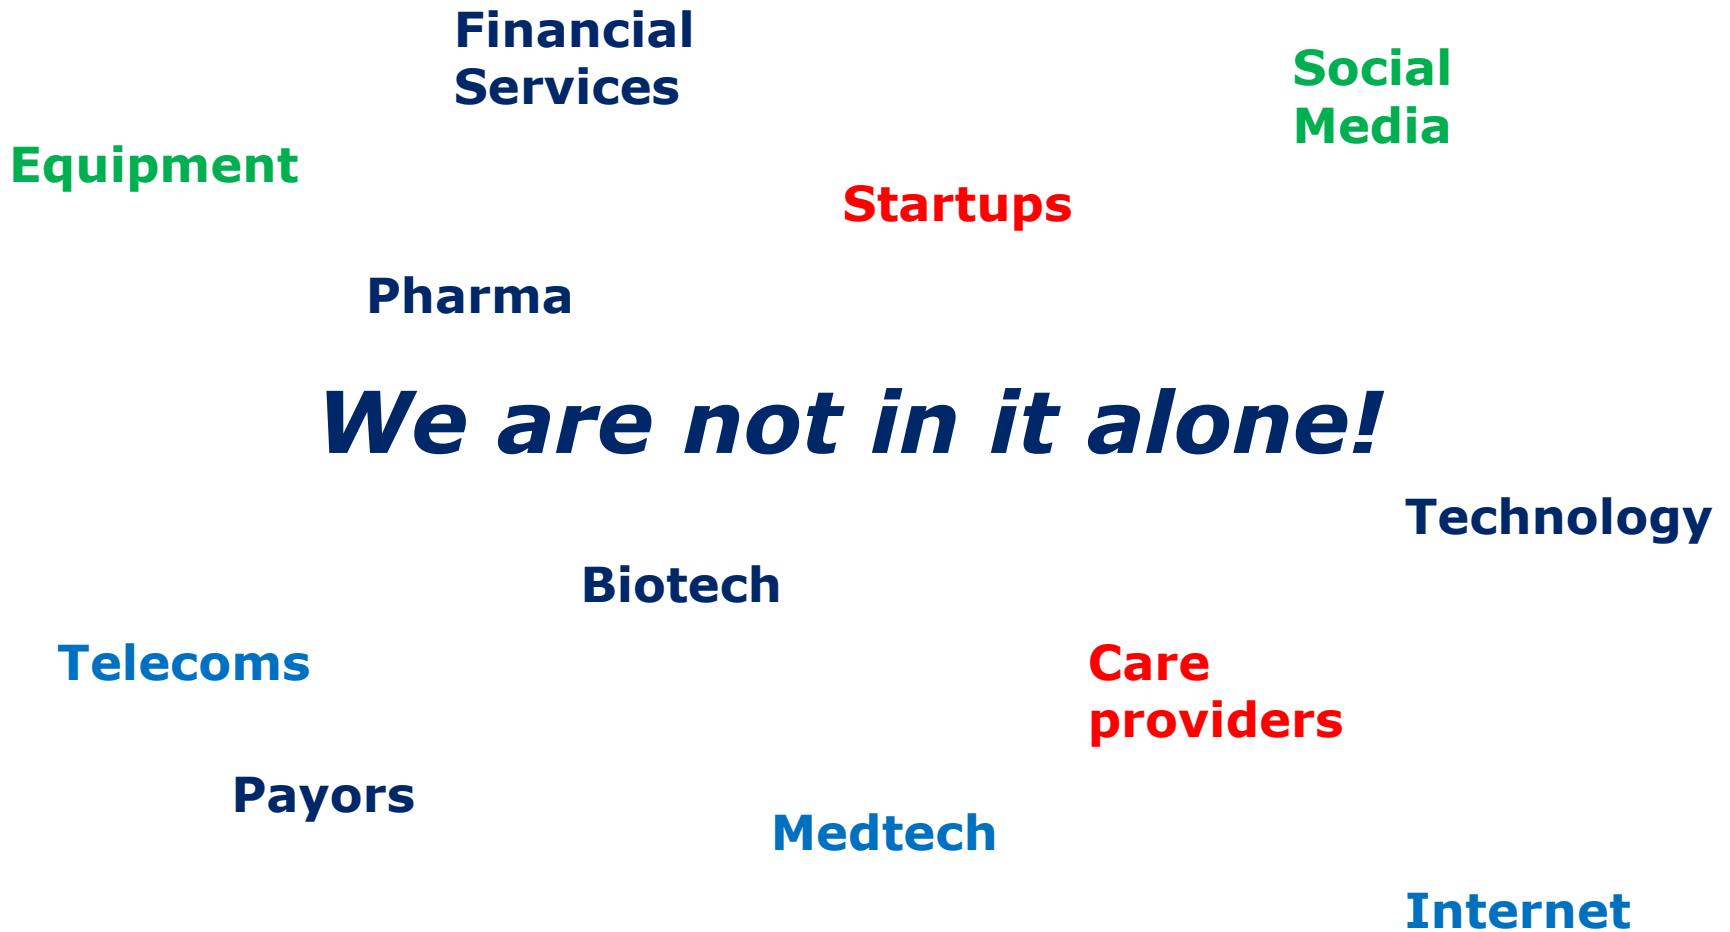 Financial
Services
Social
Media
Equipment
Startups
Pharma
We are not in it alone!
Technology
Biotech
Telecoms
Care
providers
Payors
Medtech
Internet